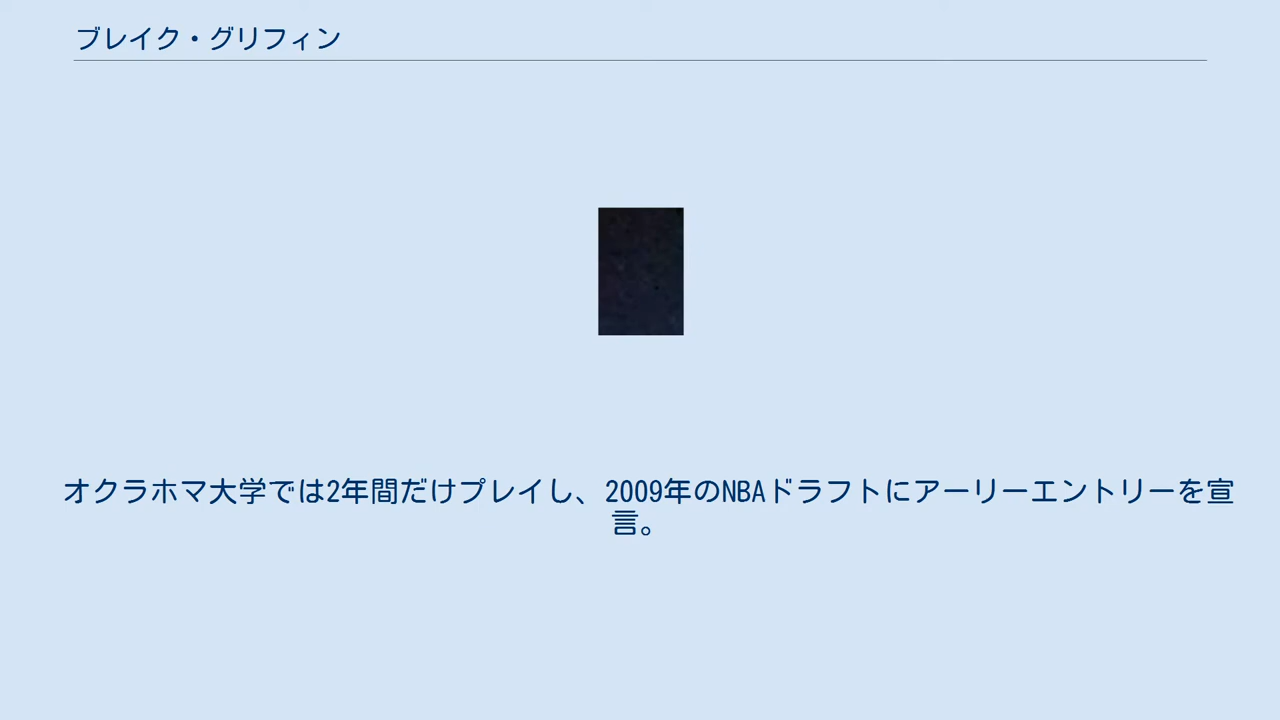 ブレイク・グリフィン
オクラホマ大学では2年間だけプレイし、2009年のNBAドラフトにアーリーエントリーを宣
言。